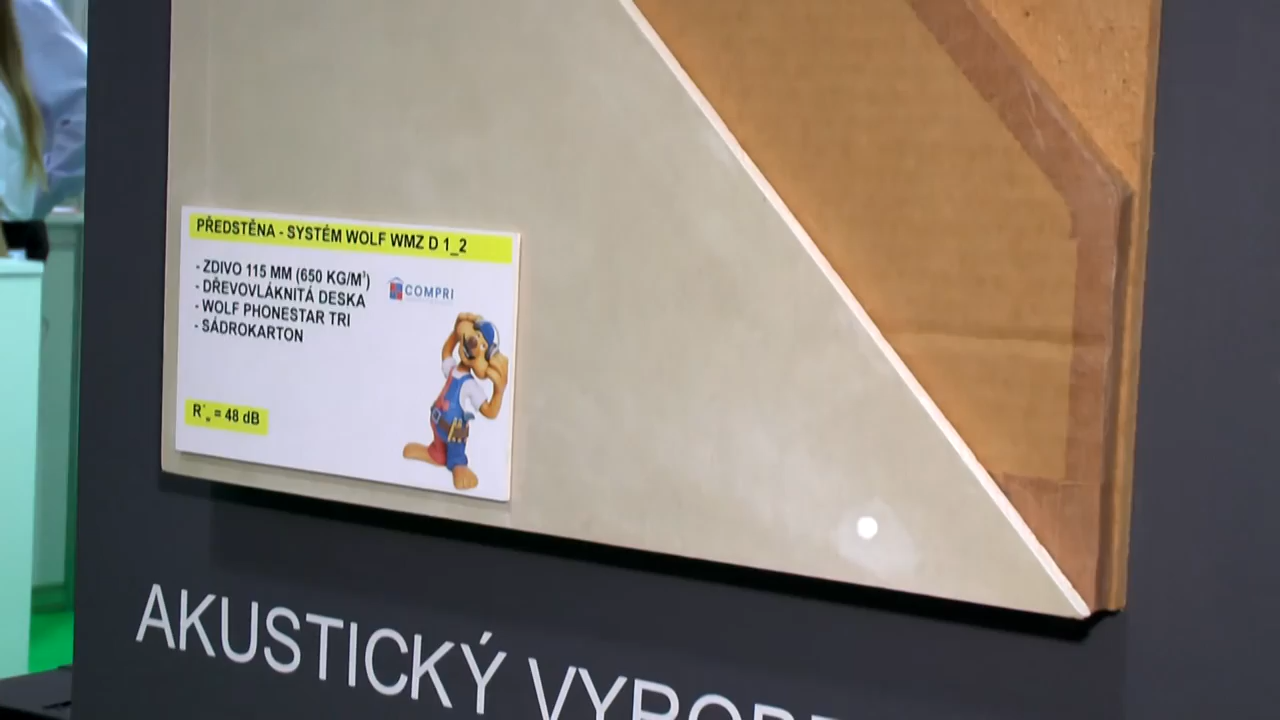 PŘEDSTĚNA - SYSTÉM WOLF WMZ D 1_2
- ZDIVO 115 MM (650 KG/M³)
- DŘEVOVLÁKNITÁ DESKA
- WOLF PHONESTAR TRI
- SÁDROKARTON
COMPRI
R´w = 48 dB
AKUSTICKÝ